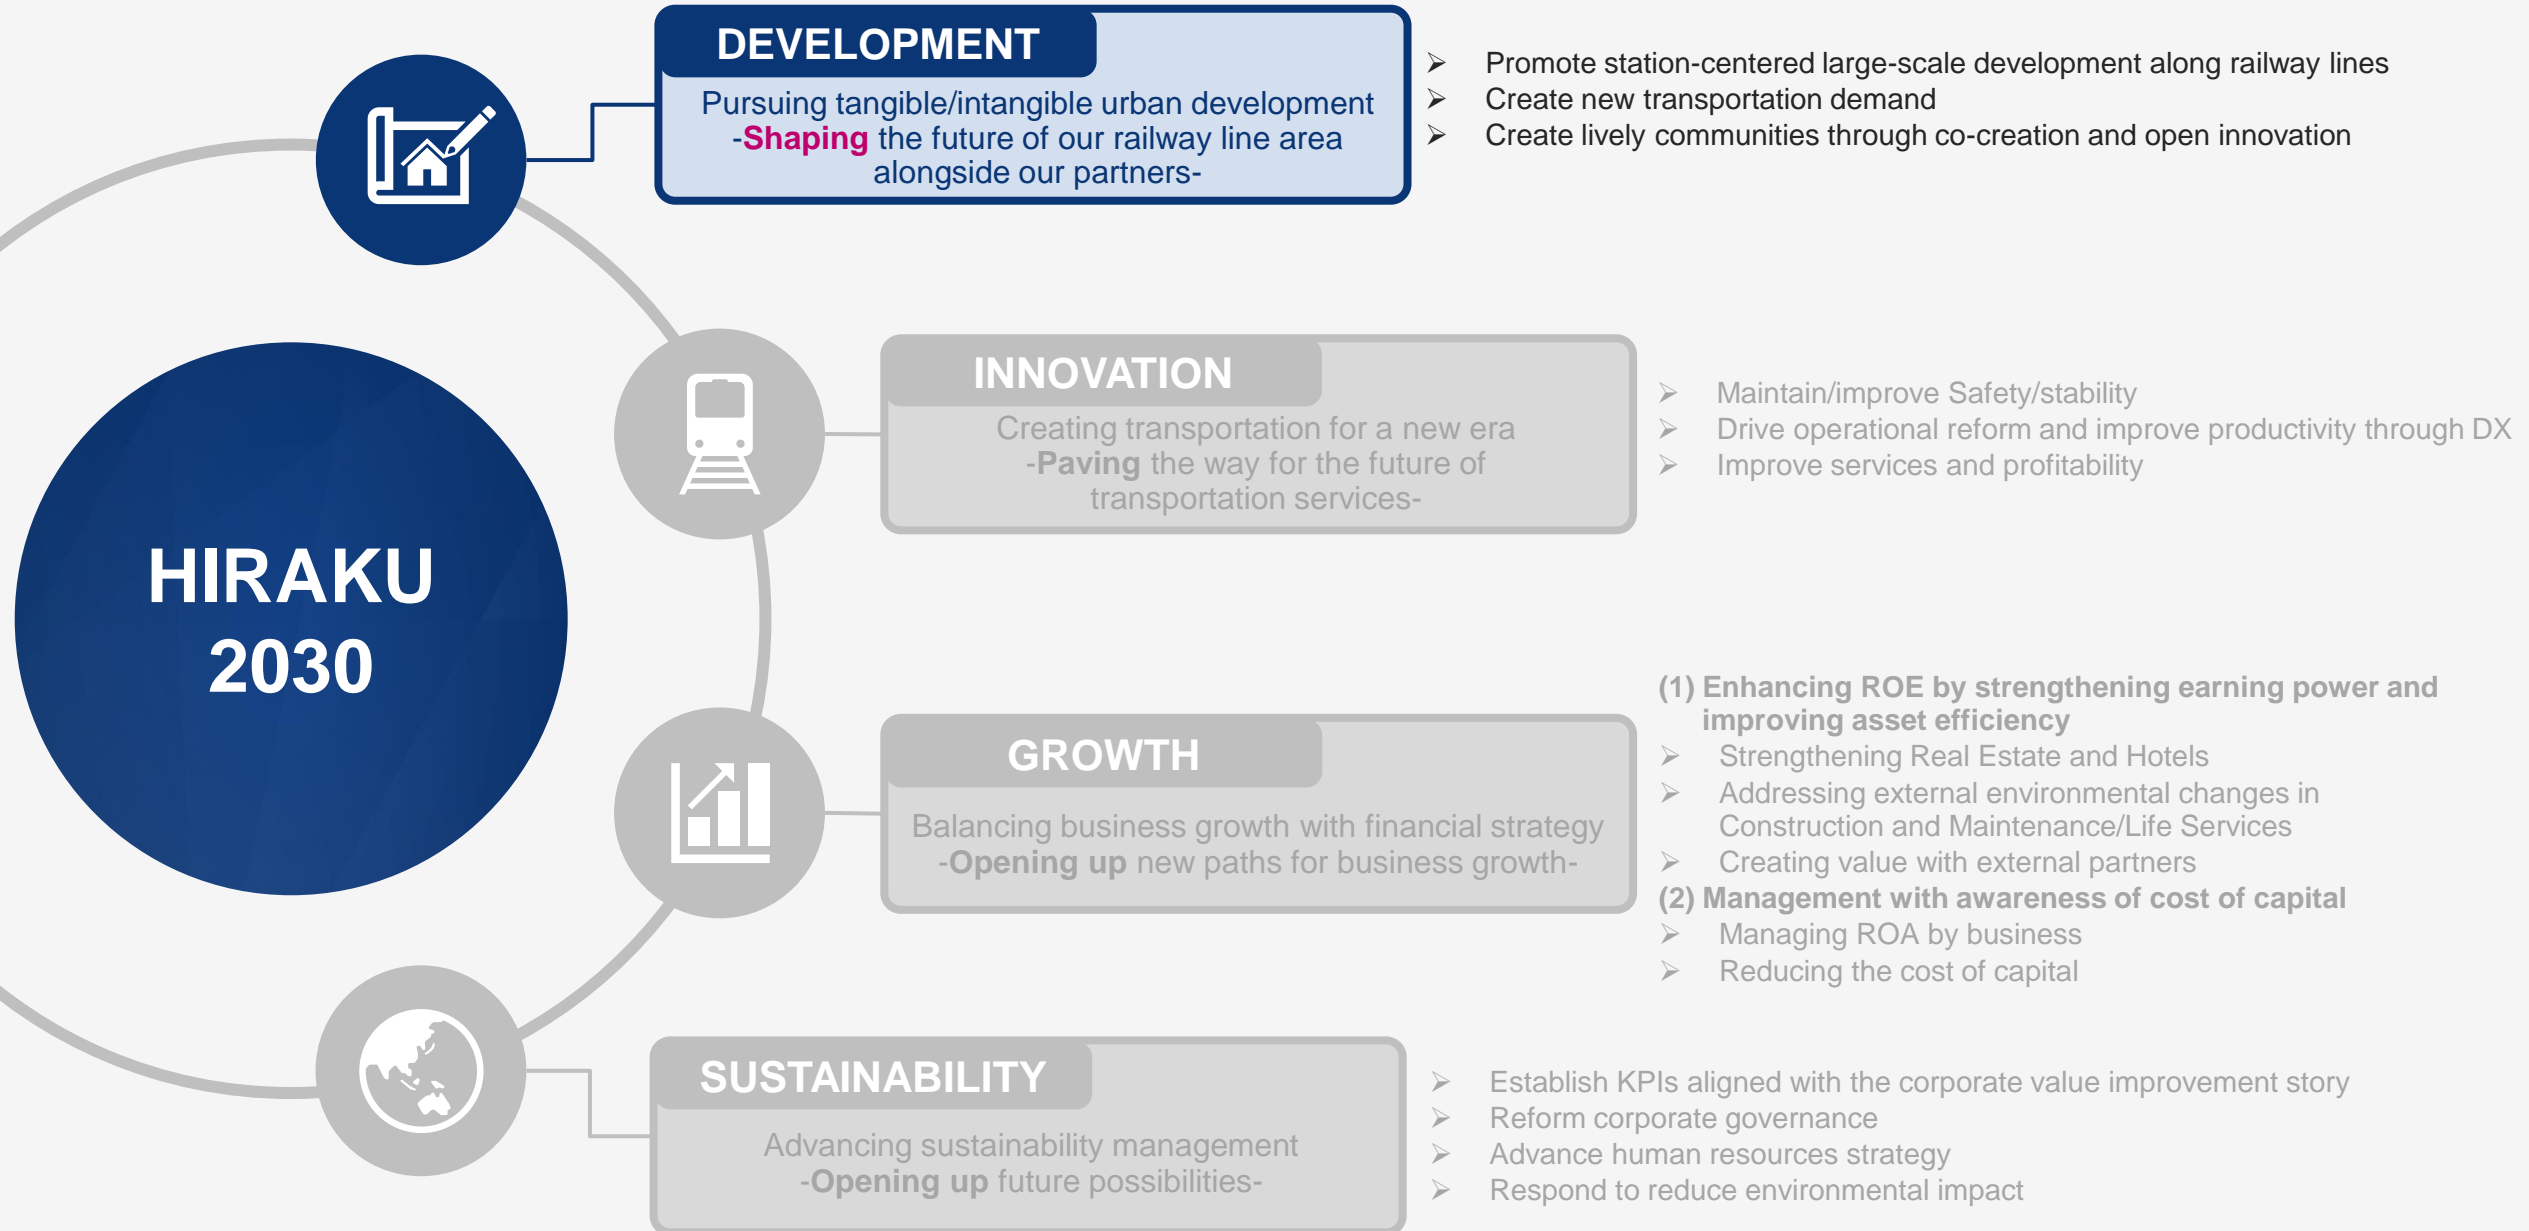 DEVELOPMENT
Pursuing tangible/intangible urban development
-Shaping the future of our railway line area
alongside our partners-
➢ Promote station-centered large-scale development along railway lines
➢ Create new transportation demand
➢ Create lively communities through co-creation and open innovation
HIRAKU
2030
INNOVATION
Creating transportation for a new era
-Paving the way for the future of
transportation services-
➢ Maintain/improve Safety/stability
➢ Drive operational reform and improve productivity through DX
➢ Improve services and profitability
GROWTH
Balancing business growth with financial strategy
-Opening up new paths for business growth-
(1) Enhancing ROE by strengthening earning power and
improving asset efficiency
➢ Strengthening Real Estate and Hotels
➢ Addressing external environmental changes in
Construction and Maintenance/Life Services
➢ Creating value with external partners
(2) Management with awareness of cost of capital
➢ Managing ROA by business
➢ Reducing the cost of capital
SUSTAINABILITY
Advancing sustainability management
-Opening up future possibilities-
➢ Establish KPIs aligned with the corporate value improvement story
➢ Reform corporate governance
➢ Advance human resources strategy
➢ Respond to reduce environmental impact